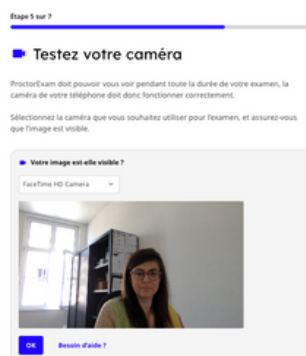 Étape 5 sur 7
Testez votre caméra
ProctorExam doit pouvoir vous voir pendant toute la durée de votre examen, la
caméra de votre téléphone doit donc fonctionner correctement.
Sélectionnez la caméra que vous souhaitez utiliser pour l'examen, et assurez-vous
que l'image est visible.
Votre image est-elle visible ?
FaceTime HD Camera
OK Besoin d'aide ?